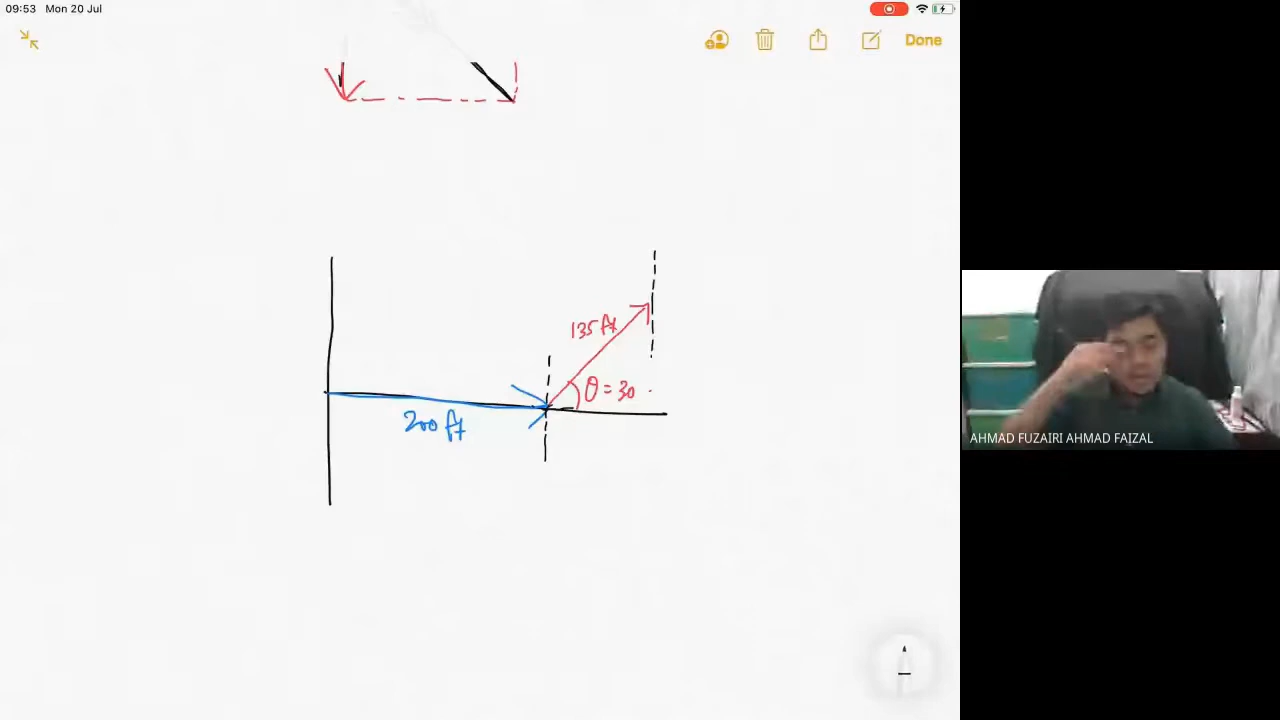 09:53 Mon 20 Jul
Done
135 ft
θ = 30
200 ft
AHMAD FUZAIRI AHMAD FAIZAL